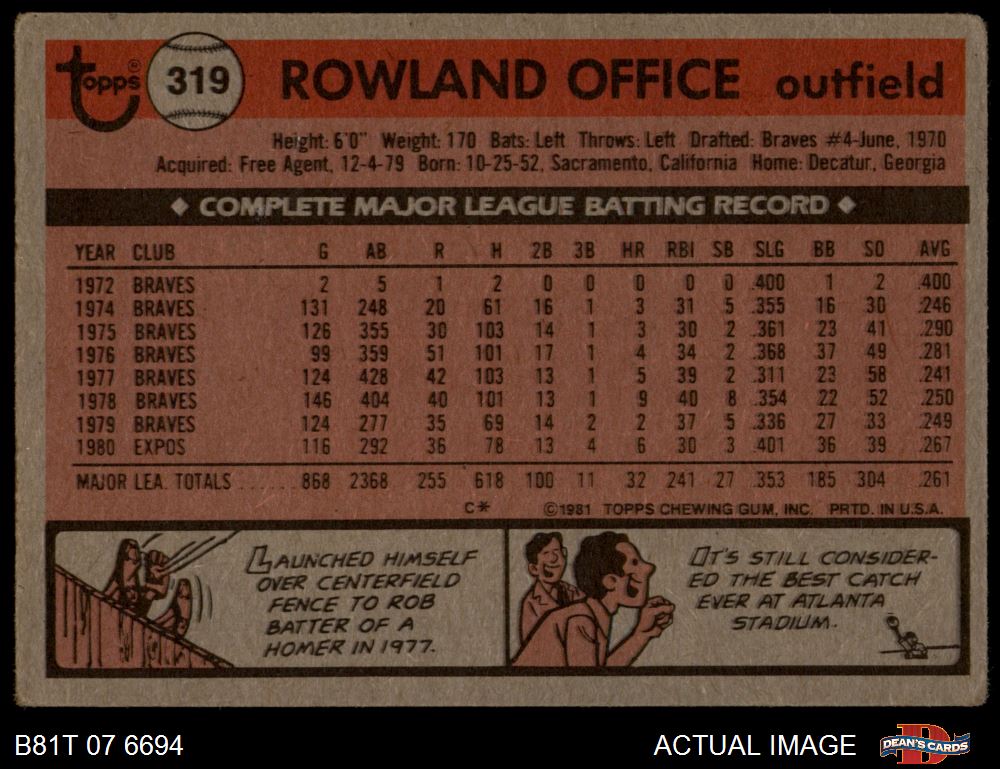 topps® 319 ROWLAND OFFICE outfield
Height: 6'0" Weight: 170 Bats: Left Throws: Left Drafted: Braves #4-June, 1970
Acquired: Free Agent, 12-4-79 Born: 10-25-52, Sacramento, California Home: Decatur, Georgia
◆ COMPLETE MAJOR LEAGUE BATTING RECORD ◆
YEAR CLUB G AB R H 2B 3B HR RBI SB SLG BB SO AVG
1972 BRAVES 2 5 1 2 0 0 0 0 0 .400 1 2 .400
1974 BRAVES 131 248 20 61 16 1 3 31 5 .355 16 30 .246
1975 BRAVES 126 355 30 103 14 1 3 30 2 .361 23 41 .290
1976 BRAVES 99 359 51 101 17 1 4 34 2 .368 37 49 .281
1977 BRAVES 124 428 42 103 13 1 5 39 2 .311 23 58 .241
1978 BRAVES 146 404 40 101 13 1 9 40 8 .354 22 52 .250
1979 BRAVES 124 277 35 69 14 2 2 37 5 .336 27 33 .249
1980 EXPOS 116 292 36 78 13 4 6 30 3 .401 36 39 .267
MAJOR LEA. TOTALS ...... 868 2368 255 618 100 11 32 241 27 .353 185 304 .261
C* ©1981 TOPPS CHEWING GUM, INC. PRTD. IN U.S.A.
LAUNCHED HIMSELF
OVER CENTERFIELD
FENCE TO ROB
BATTER OF A
HOMER IN 1977.
IT'S STILL CONSIDER-
ED THE BEST CATCH
EVER AT ATLANTA
STADIUM.
B81T 07 6694 ACTUAL IMAGE DEAN'S CARDS